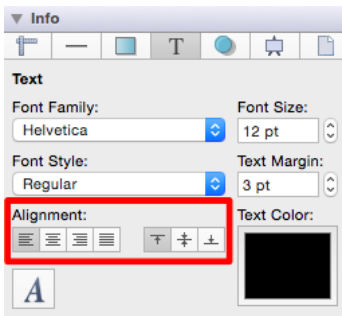 Info
T
Text
Font Family: Font Size:
Helvetica 12 pt
Font Style: Text Margin:
Regular 3 pt
Alignment: Text Color:
A